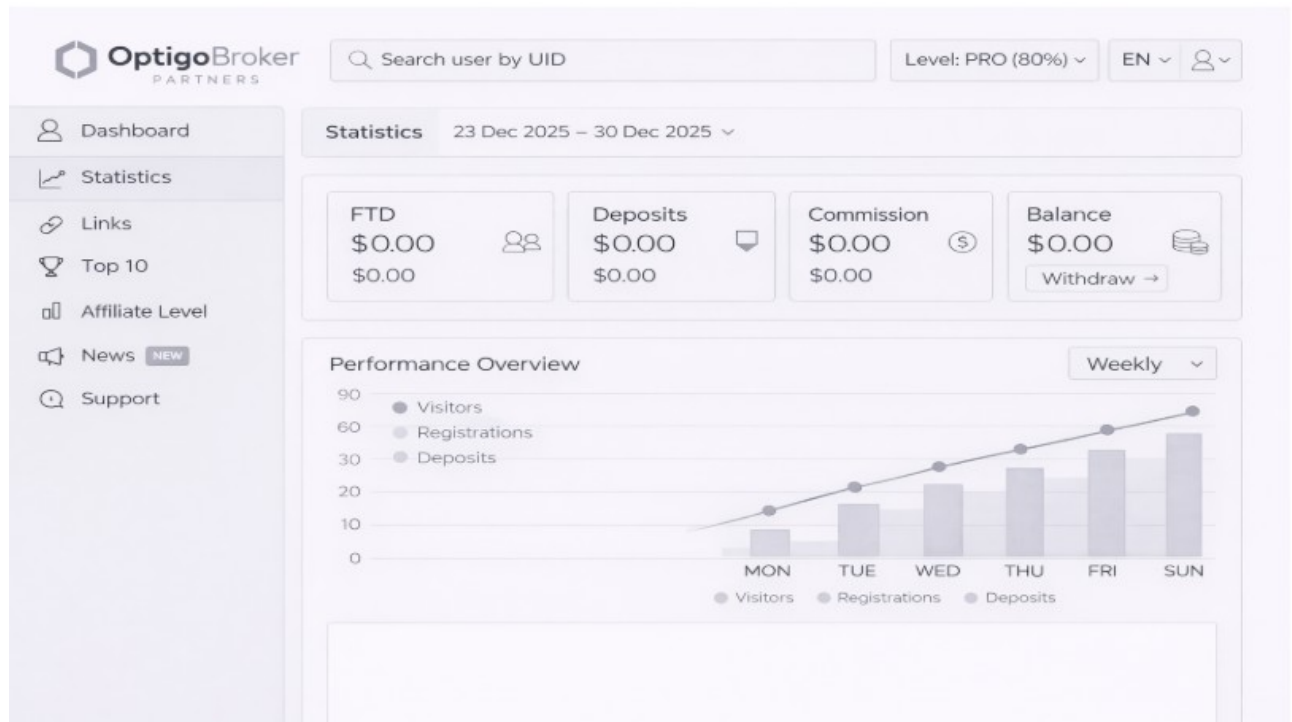 OptigoBroker
PARTNERS
Search user by UID
Level: PRO (80%)
EN
Dashboard
Statistics
Links
Top 10
Affiliate Level
News NEW
Support
Statistics 23 Dec 2025 – 30 Dec 2025
FTD
$0.00
$0.00
Deposits
$0.00
$0.00
Commission
$0.00
$0.00
Balance
$0.00
Withdraw →
Performance Overview
Weekly
90
60
30
20
10
0
Visitors
Registrations
Deposits
MON TUE WED THU FRI SUN
Visitors Registrations Deposits